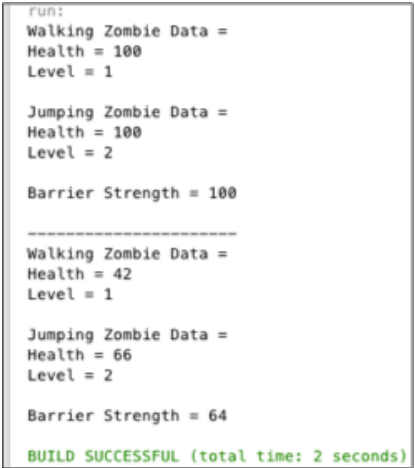 run:
Walking Zombie Data =
Health = 100
Level = 1
Jumping Zombie Data =
Health = 100
Level = 2
Barrier Strength = 100
----------------------
Walking Zombie Data =
Health = 42
Level = 1
Jumping Zombie Data =
Health = 66
Level = 2
Barrier Strength = 64
BUILD SUCCESSFUL (total time: 2 seconds)